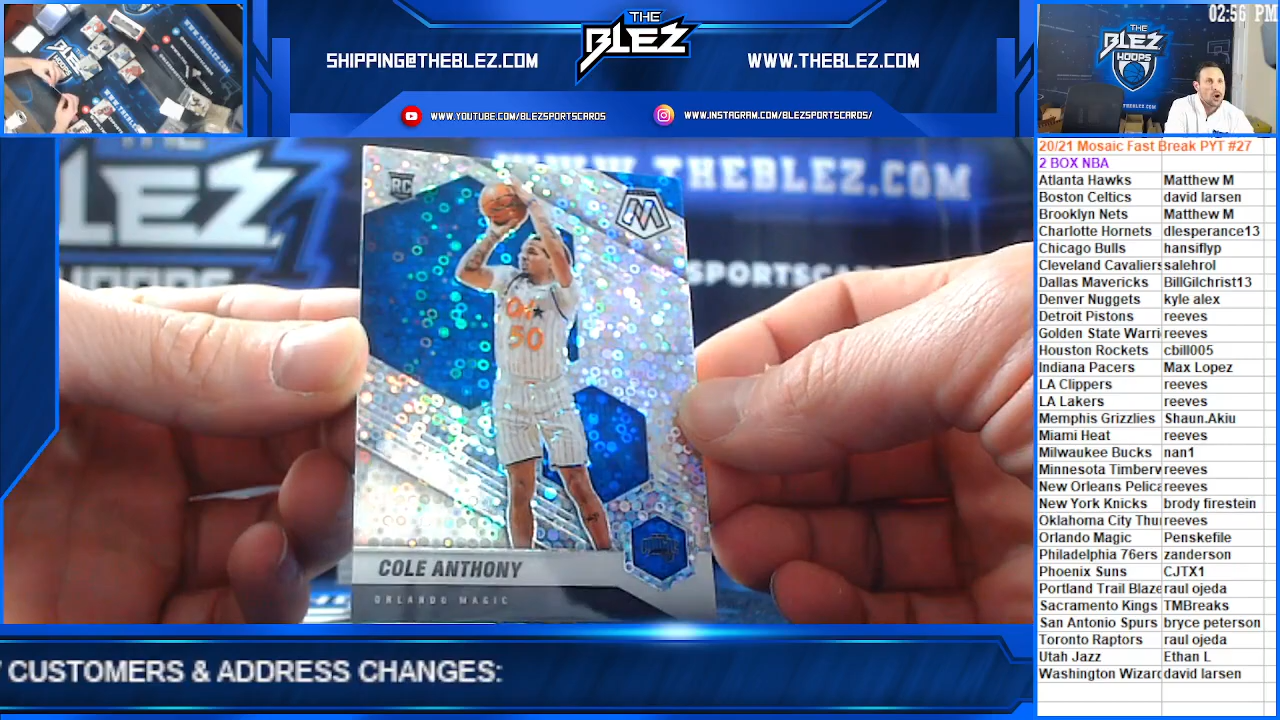 THE
BLEZ
SHIPPING@THEBLEZ.COM
WWW.THEBLEZ.COM
WWW.YOUTUBE.COM/BLEZSPORTSCARDS
WWW.INSTAGRAM.COM/BLEZSPORTSCARDS/
02:56 PM
THE
BLEZ
HOOPS
WWW.THEBLEZ.COM
RC
M
50
COLE ANTHONY
ORLANDO MAGIC
CUSTOMERS & ADDRESS CHANGES:
20/21 Mosaic Fast Break PYT #27
2 BOX NBA
Atlanta Hawks Matthew M
Boston Celtics david larsen
Brooklyn Nets Matthew M
Charlotte Hornets dlesperance13
Chicago Bulls hansiflyp
Cleveland Cavaliers salehrol
Dallas Mavericks BillGilchrist13
Denver Nuggets kyle alex
Detroit Pistons reeves
Golden State Warri reeves
Houston Rockets cbill005
Indiana Pacers Max Lopez
LA Clippers reeves
LA Lakers reeves
Memphis Grizzlies Shaun.Akiu
Miami Heat reeves
Milwaukee Bucks nan1
Minnesota Timberw reeves
New Orleans Pelica reeves
New York Knicks brody firestein
Oklahoma City Thu reeves
Orlando Magic Penskefile
Philadelphia 76ers zanderson
Phoenix Suns CJTX1
Portland Trail Blaze raul ojeda
Sacramento Kings TMBreaks
San Antonio Spurs bryce peterson
Toronto Raptors raul ojeda
Utah Jazz Ethan L
Washington Wizard david larsen